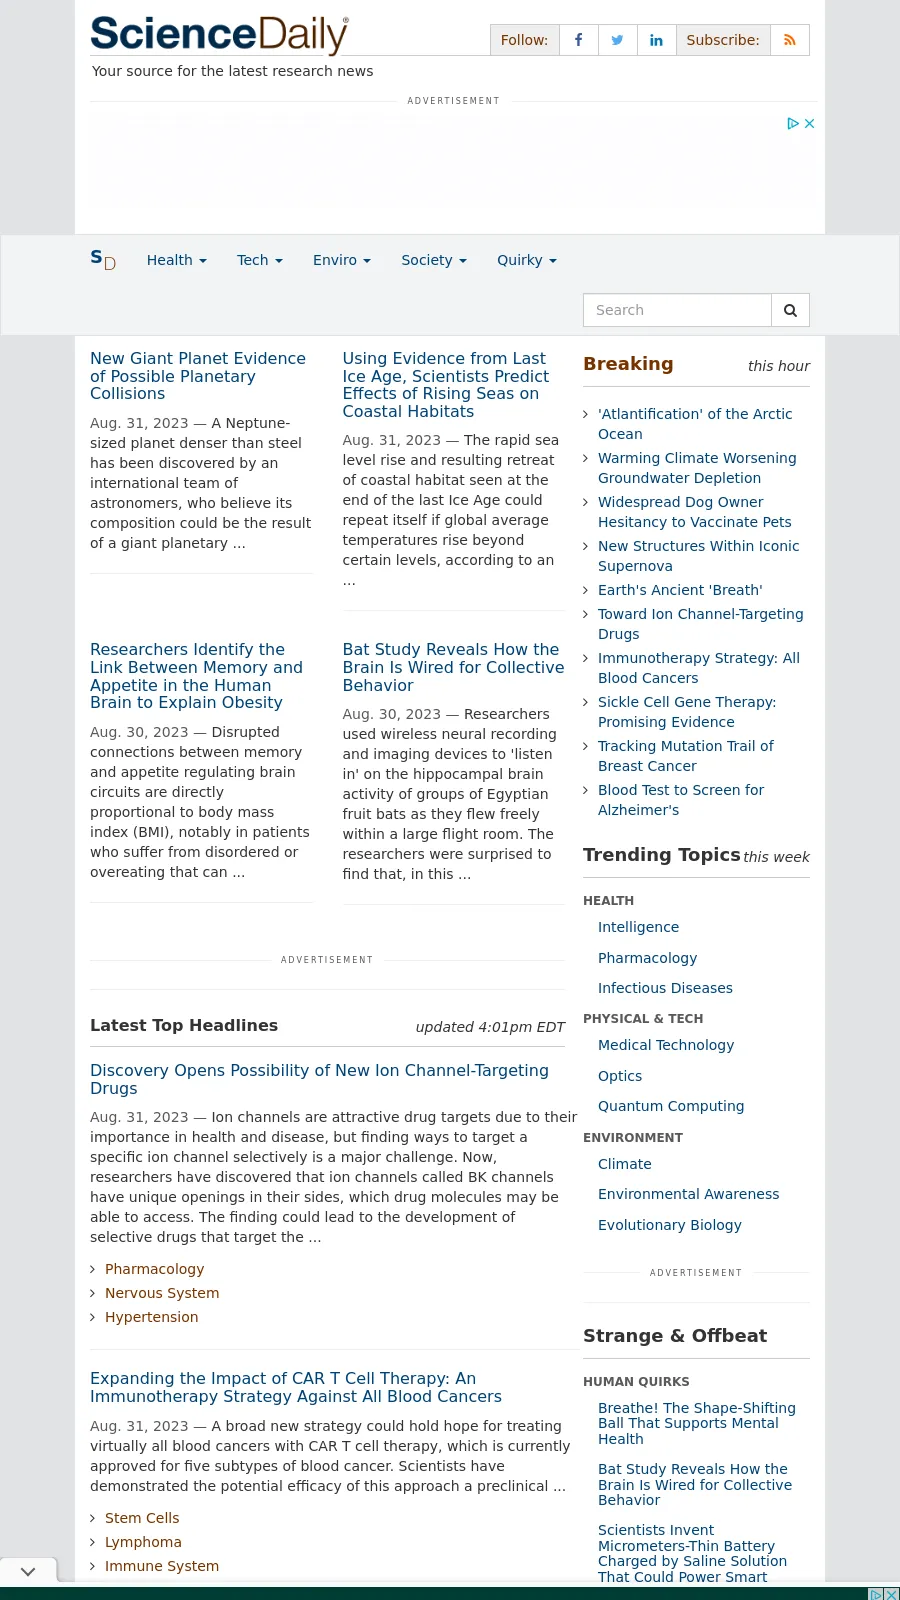 ScienceDaily®
Follow:
Subscribe:
Your source for the latest research news
ADVERTISEMENT
SD
Health
Tech
Enviro
Society
Quirky
Search
New Giant Planet Evidence
of Possible Planetary
Collisions
Aug. 31, 2023 — A Neptune-
sized planet denser than steel
has been discovered by an
international team of
astronomers, who believe its
composition could be the result
of a giant planetary ...
Using Evidence from Last
Ice Age, Scientists Predict
Effects of Rising Seas on
Coastal Habitats
Aug. 31, 2023 — The rapid sea
level rise and resulting retreat
of coastal habitat seen at the
end of the last Ice Age could
repeat itself if global average
temperatures rise beyond
certain levels, according to an
...
Researchers Identify the
Link Between Memory and
Appetite in the Human
Brain to Explain Obesity
Aug. 30, 2023 — Disrupted
connections between memory
and appetite regulating brain
circuits are directly
proportional to body mass
index (BMI), notably in patients
who suffer from disordered or
overeating that can ...
Bat Study Reveals How the
Brain Is Wired for Collective
Behavior
Aug. 30, 2023 — Researchers
used wireless neural recording
and imaging devices to 'listen
in' on the hippocampal brain
activity of groups of Egyptian
fruit bats as they flew freely
within a large flight room. The
researchers were surprised to
find that, in this ...
ADVERTISEMENT
Latest Top Headlines
updated 4:01pm EDT
Discovery Opens Possibility of New Ion Channel-Targeting
Drugs
Aug. 31, 2023 — Ion channels are attractive drug targets due to their
importance in health and disease, but finding ways to target a
specific ion channel selectively is a major challenge. Now,
researchers have discovered that ion channels called BK channels
have unique openings in their sides, which drug molecules may be
able to access. The finding could lead to the development of
selective drugs that target the ...
Pharmacology
Nervous System
Hypertension
Expanding the Impact of CAR T Cell Therapy: An
Immunotherapy Strategy Against All Blood Cancers
Aug. 31, 2023 — A broad new strategy could hold hope for treating
virtually all blood cancers with CAR T cell therapy, which is currently
approved for five subtypes of blood cancer. Scientists have
demonstrated the potential efficacy of this approach a preclinical ...
Stem Cells
Lymphoma
Immune System
Breaking
this hour
'Atlantification' of the Arctic
Ocean
Warming Climate Worsening
Groundwater Depletion
Widespread Dog Owner
Hesitancy to Vaccinate Pets
New Structures Within Iconic
Supernova
Earth's Ancient 'Breath'
Toward Ion Channel-Targeting
Drugs
Immunotherapy Strategy: All
Blood Cancers
Sickle Cell Gene Therapy:
Promising Evidence
Tracking Mutation Trail of
Breast Cancer
Blood Test to Screen for
Alzheimer's
Trending Topics
this week
HEALTH
Intelligence
Pharmacology
Infectious Diseases
PHYSICAL & TECH
Medical Technology
Optics
Quantum Computing
ENVIRONMENT
Climate
Environmental Awareness
Evolutionary Biology
ADVERTISEMENT
Strange & Offbeat
HUMAN QUIRKS
Breathe! The Shape-Shifting
Ball That Supports Mental
Health
Bat Study Reveals How the
Brain Is Wired for Collective
Behavior
Scientists Invent
Micrometers-Thin Battery
Charged by Saline Solution
That Could Power Smart